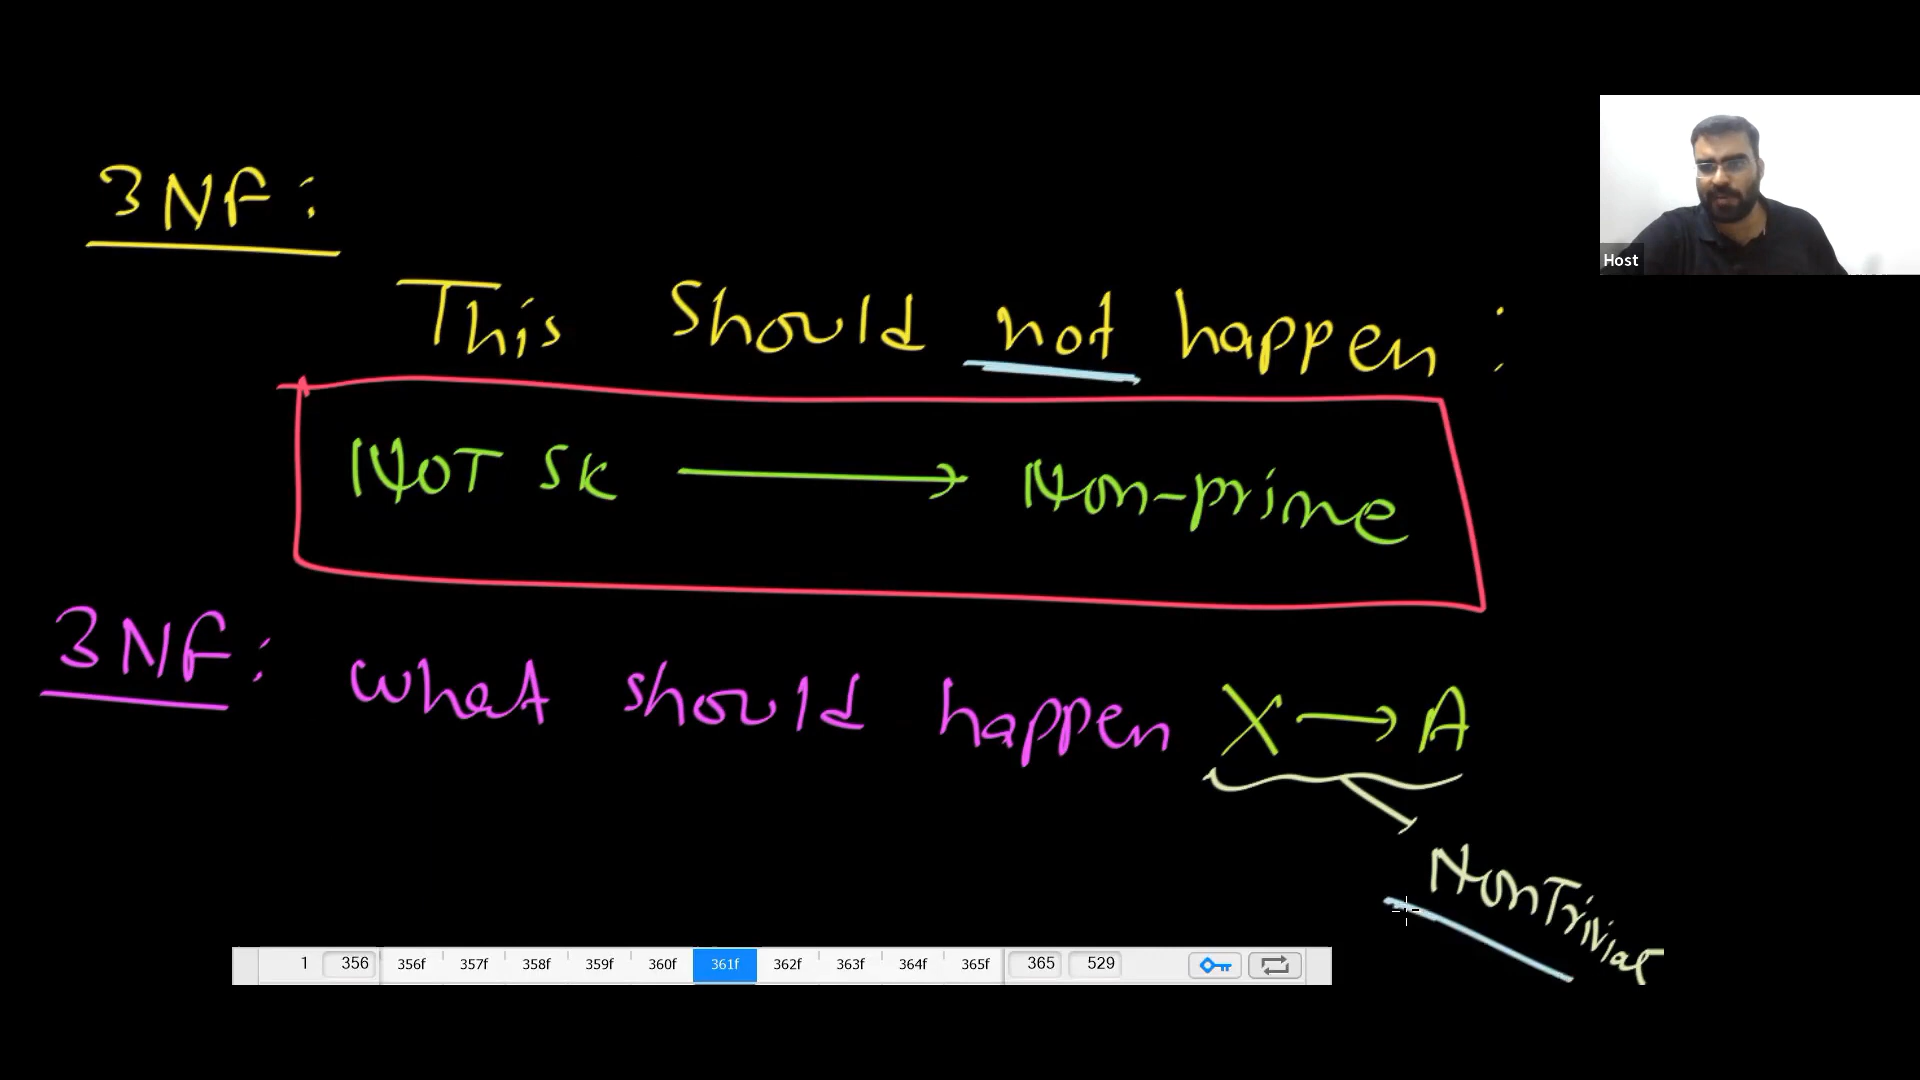 3NF:
This should not happen:
NOT SK → Non-prime
3NF: what should happen X → A
NonTrivial
Host
1 356 356f 357f 358f 359f 360f 361f 362f 363f 364f 365f 365 529